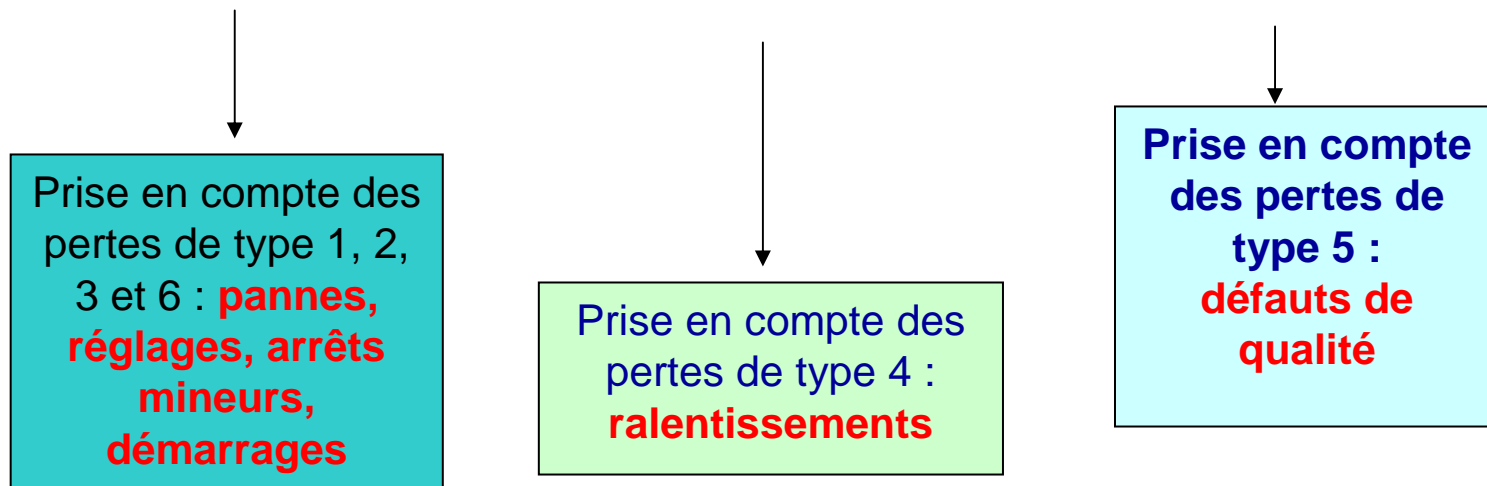 Prise en compte des
pertes de type 1, 2,
3 et 6 : pannes,
réglages, arrêts
mineurs,
démarrages
Prise en compte des
pertes de type 4 :
ralentissements
Prise en compte
des pertes de
type 5 :
défauts de
qualité